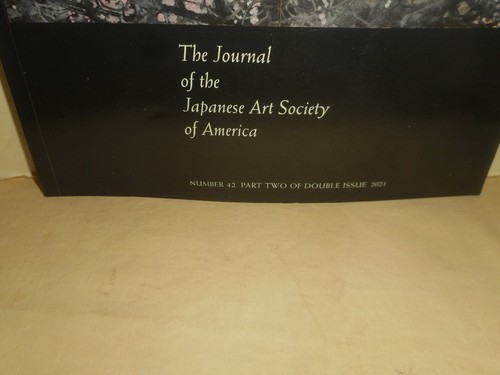 The Journal
of the
Japanese Art Society
of America
NUMBER 42 PART TWO OF DOUBLE ISSUE 2021